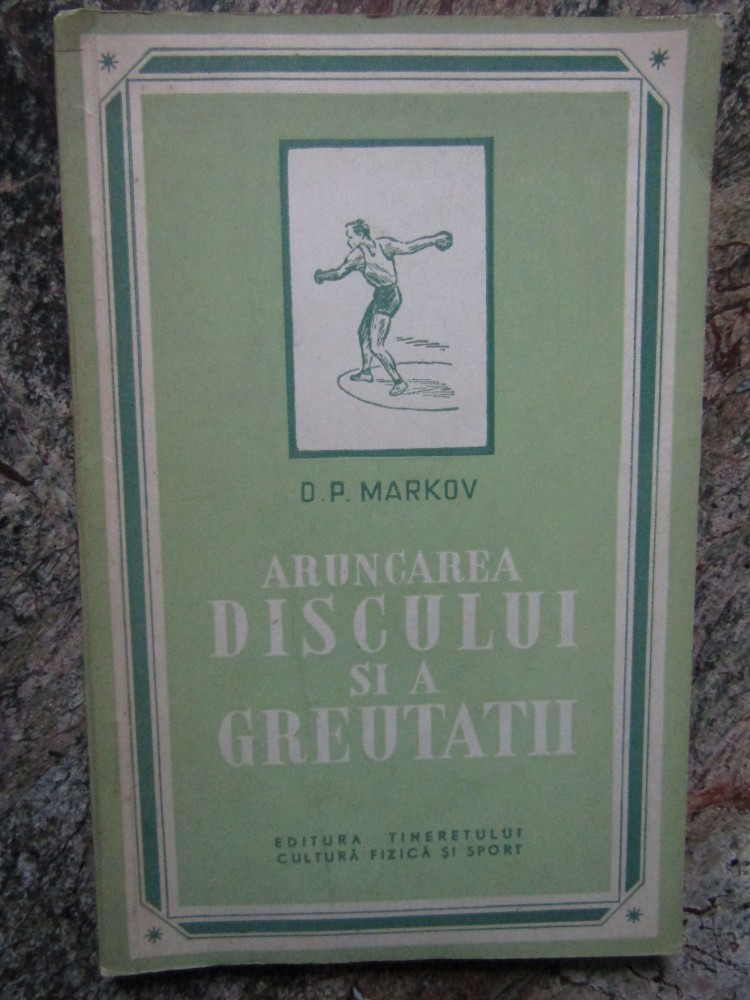 D.P. MARKOV
ARUNCAREA
DISCULUI
SI A
GREUTATII
EDITURA TINERETULUI
CULTURĂ FIZICĂ ȘI SPORT